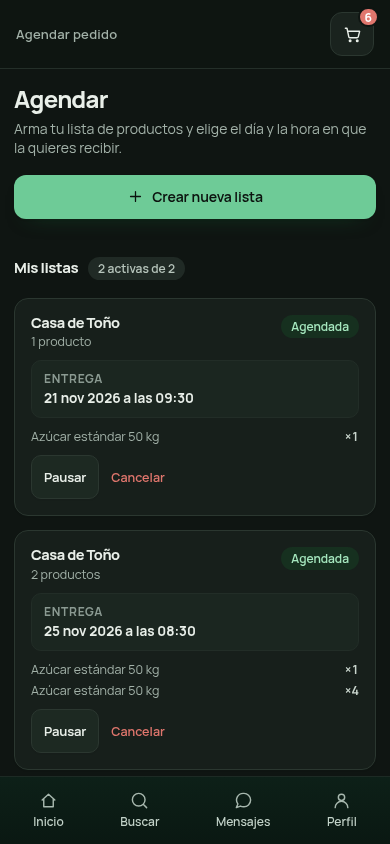 Agendar pedido
6
Agendar
Arma tu lista de productos y elige el día y la hora en que
la quieres recibir.
Crear nueva lista
Mis listas 2 activas de 2
Casa de Toño Agendada
1 producto
ENTREGA
21 nov 2026 a las 09:30
Azúcar estándar 50 kg ×1
Pausar Cancelar
Casa de Toño Agendada
2 productos
ENTREGA
25 nov 2026 a las 08:30
Azúcar estándar 50 kg ×1
Azúcar estándar 50 kg ×4
Pausar Cancelar
Inicio Buscar Mensajes Perfil